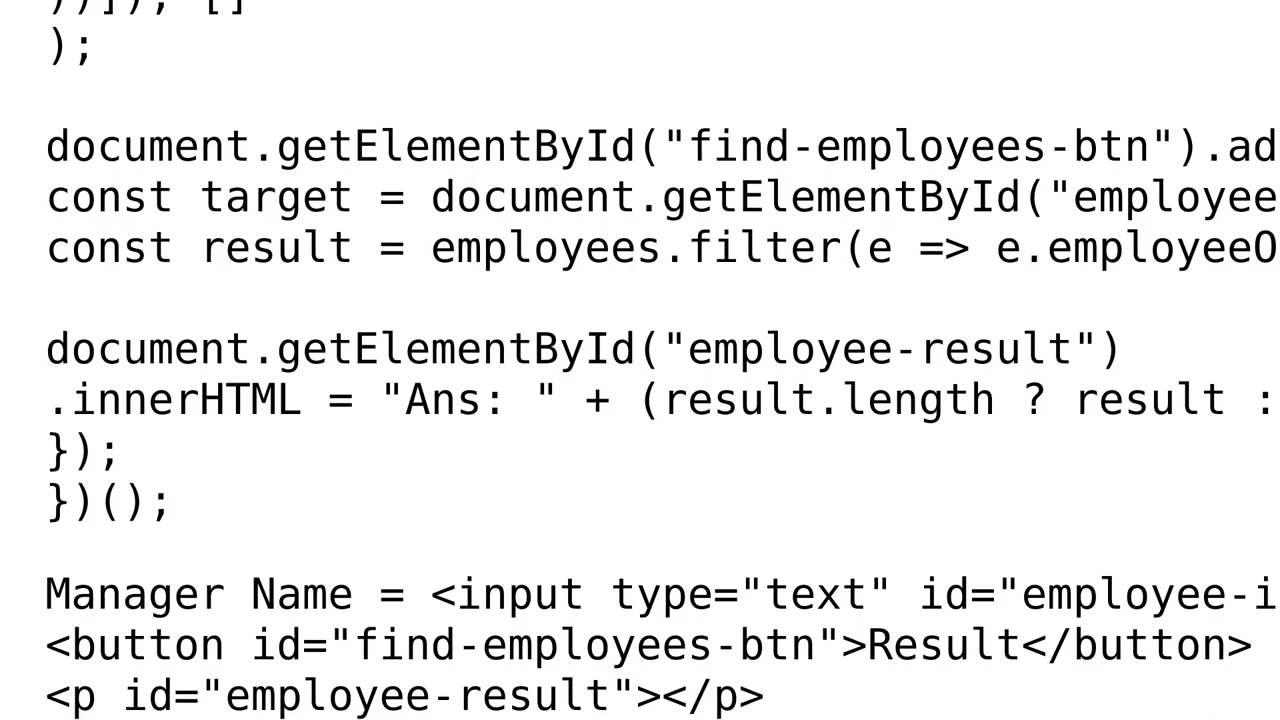 ))]), []
);
document.getElementById("find-employees-btn").ad
const target = document.getElementById("employee
const result = employees.filter(e => e.employeeO
document.getElementById("employee-result")
.innerHTML = "Ans: " + (result.length ? result :
});
})();
Manager Name = <input type="text" id="employee-i
<button id="find-employees-btn">Result</button>
<p id="employee-result"></p>